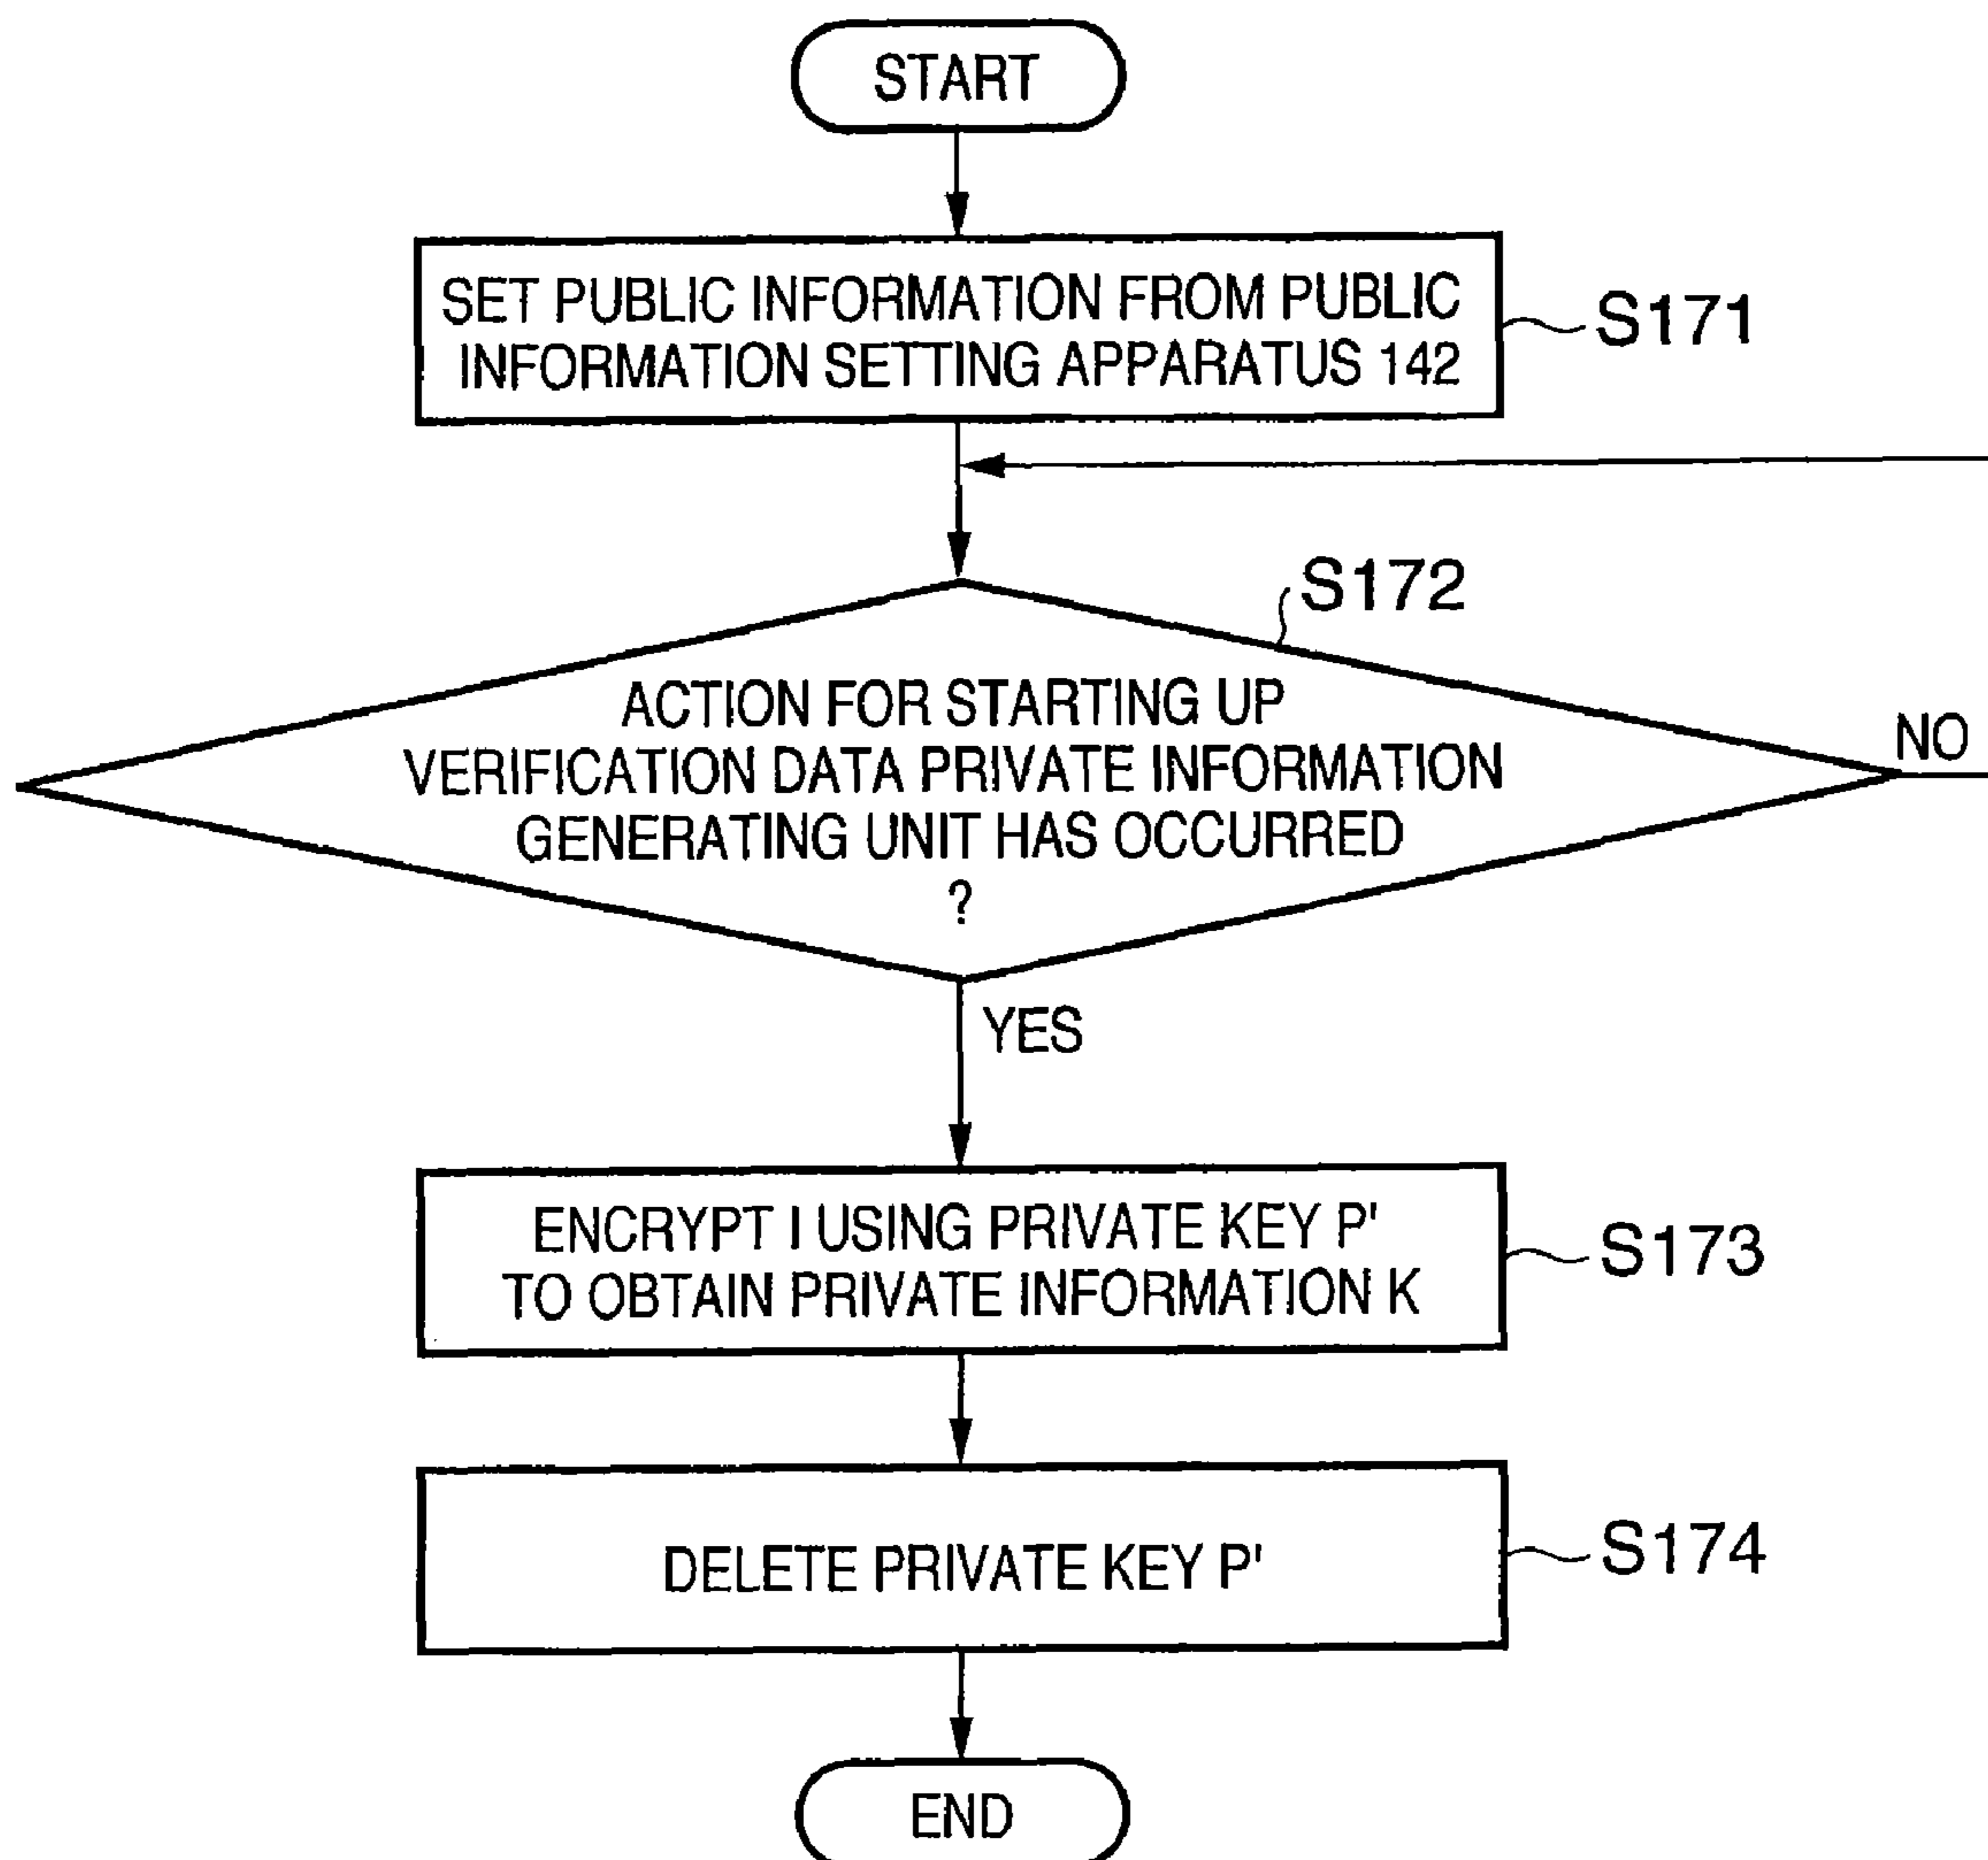 START
SET PUBLIC INFORMATION FROM PUBLIC
INFORMATION SETTING APPARATUS 142
S171
S172
ACTION FOR STARTING UP
VERIFICATION DATA PRIVATE INFORMATION
GENERATING UNIT HAS OCCURRED
?
NO
YES
ENCRYPT I USING PRIVATE KEY P'
TO OBTAIN PRIVATE INFORMATION K
S173
DELETE PRIVATE KEY P'
S174
END